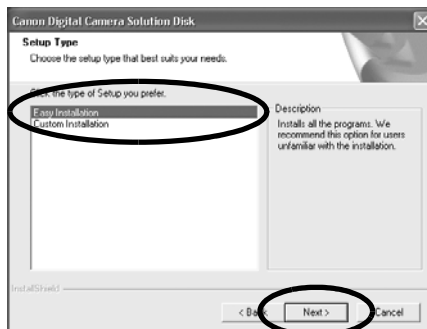 Canon Digital Camera Solution Disk
Setup Type
Choose the setup type that best suits your needs.
Click the type of Setup you prefer.
Easy Installation
Custom Installation
Description
Installs all the programs. We
recommend this option for users
unfamiliar with the installation.
InstallShield
< Back Next > Cancel